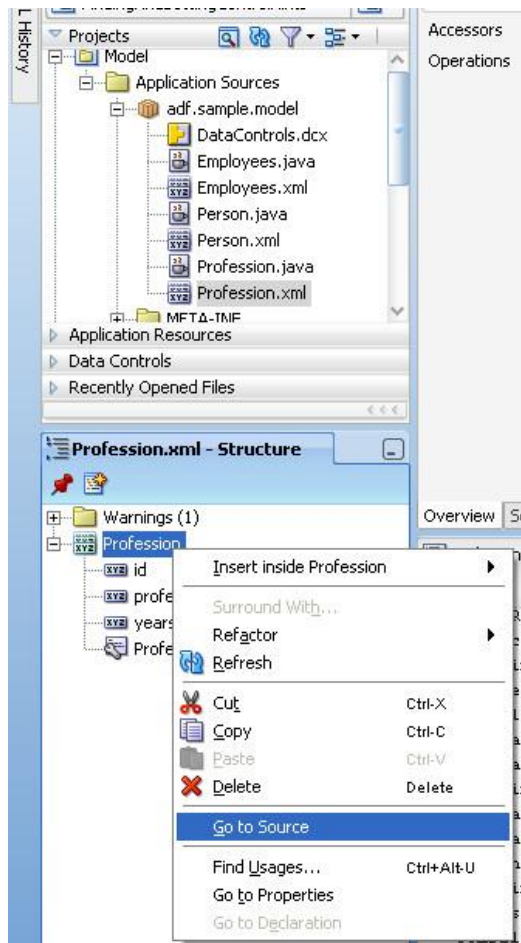 History
Projects
Model
Application Sources
adf.sample.model
DataControls.dcx
Employees.java
Employees.xml
Person.java
Person.xml
Profession.java
Profession.xml
META-INF
Application Resources
Data Controls
Recently Opened Files
Accessors
Operations
Profession.xml - Structure
Warnings (1)
Profession
id
profe
years
Profe
Overview
Insert inside Profession
Surround With...
Refactor
Refresh
Cut Ctrl-X
Copy Ctrl-C
Paste Ctrl-V
Delete Delete
Go to Source
Find Usages... Ctrl+Alt-U
Go to Properties
Go to Declaration